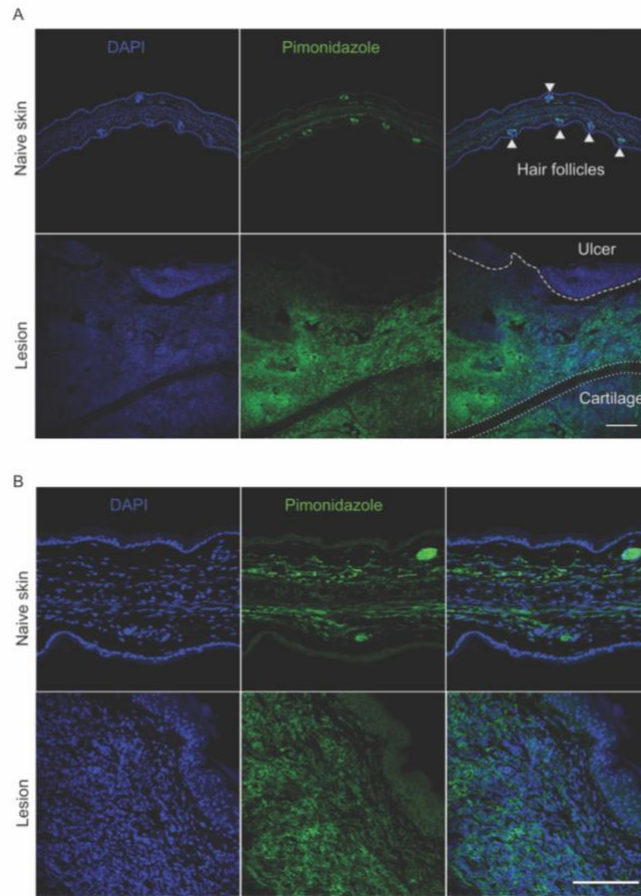 A
DAPI
Pimonidazole
Naive skin
Hair follicles
Lesion
Ulcer
Cartilage
B
DAPI
Pimonidazole
Naive skin
Lesion